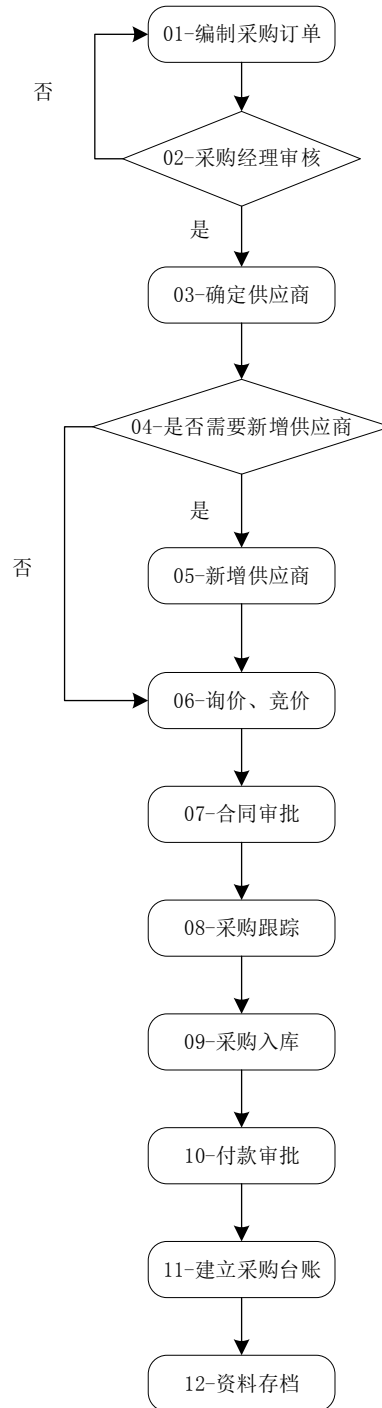 01-编制采购订单
否
02-采购经理审核
是
03-确定供应商
04-是否需要新增供应商
是
否
05-新增供应商
06-询价、竞价
07-合同审批
08-采购跟踪
09-采购入库
10-付款审批
11-建立采购台账
12-资料存档